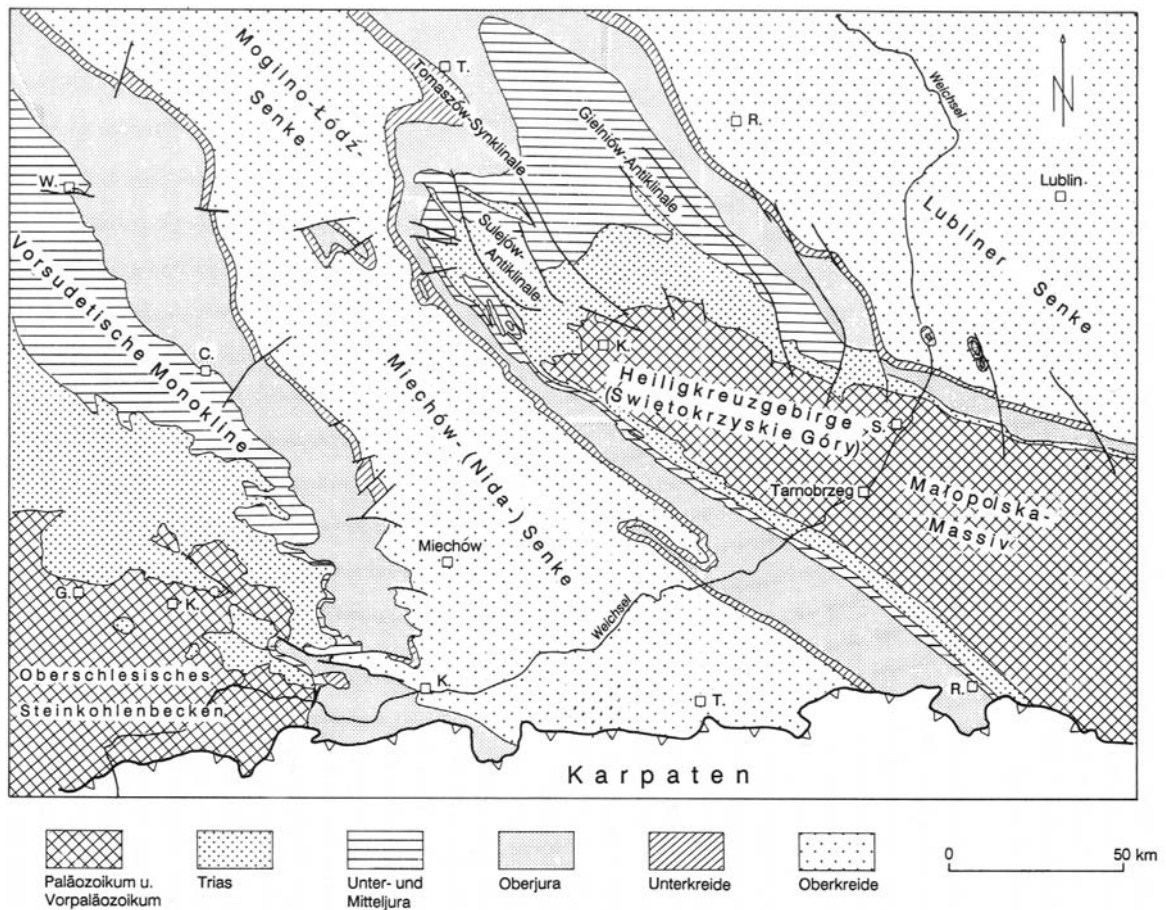 Mogilno-Łódź-
Senke
T.
Tomaszów-Synklinale
Gielniów-Antiklinale
R.
Weichsel
N
Lublin
Lubliner Senke
W.
Sulejów-
Antiklinale
Vorsudetische Monokline
C.
K.
Heiligkreuzgebirge
(Świętokrzyskie Góry)
S.
Miechów- (Nida-) Senke
Tarnobrzeg
Małopolska-
Massiv
Miechów
G.
K.
Weichsel
Oberschlesisches
Steinkohlenbecken
K.
T.
R.
Karpaten
Paläozoikum u.
Vorpaläozoikum
Trias
Unter- und
Mitteljura
Oberjura
Unterkreide
Oberkreide
0 50 km